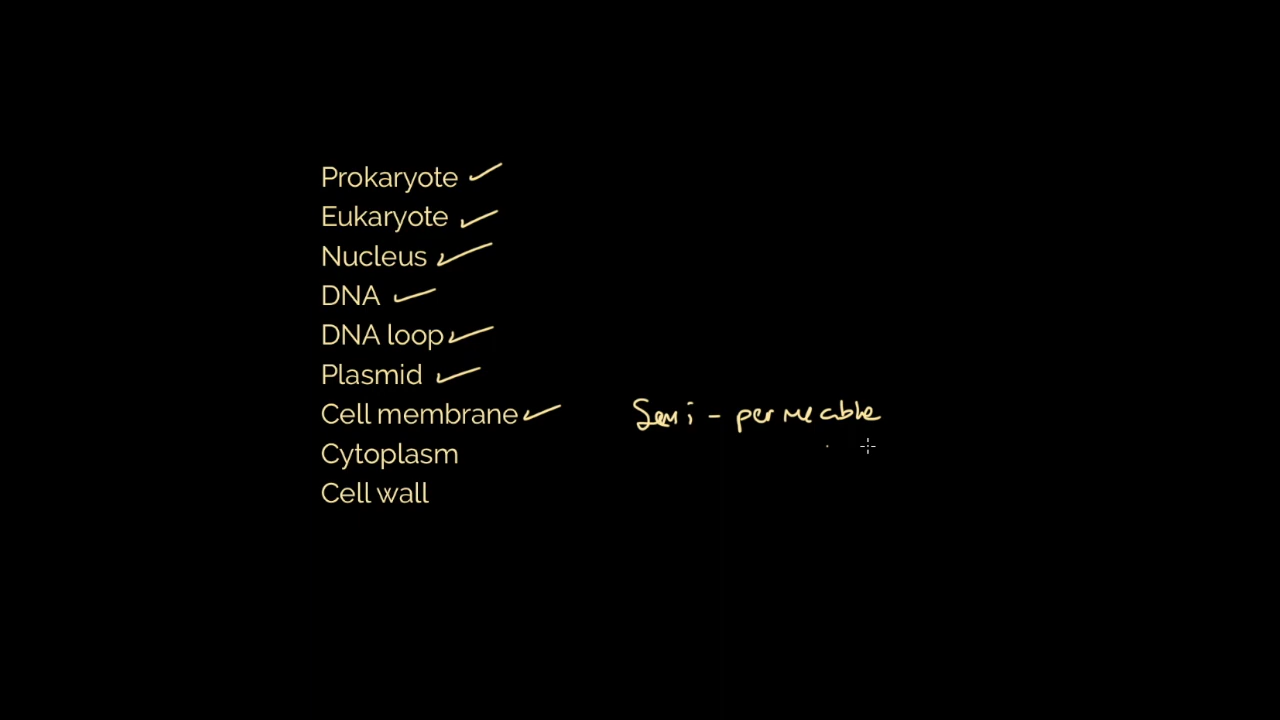 Prokaryote
Eukaryote
Nucleus
DNA
DNA loop
Plasmid
Cell membrane Semi-permeable
Cytoplasm
Cell wall